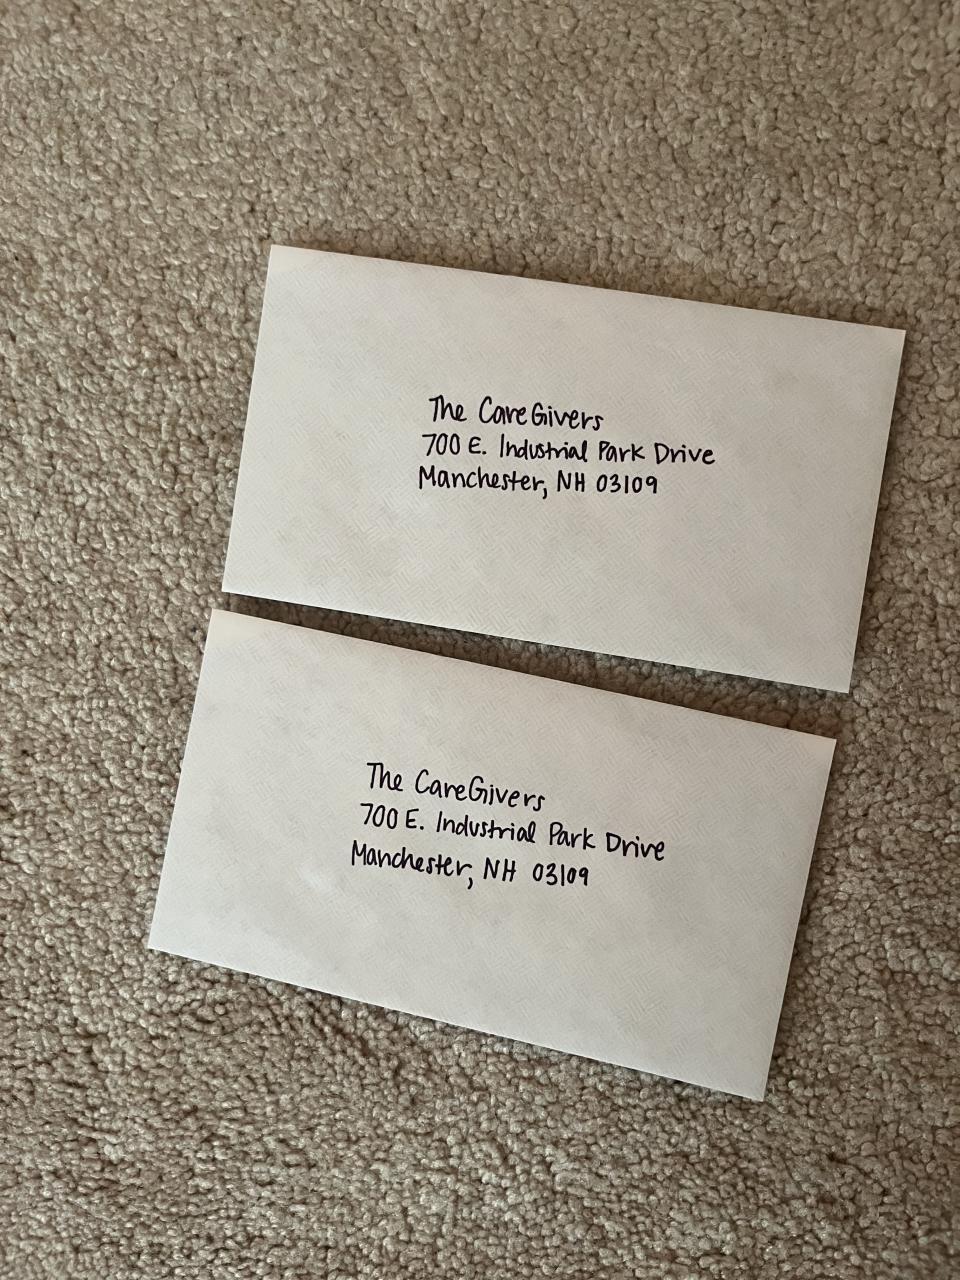 The CareGivers
700 E. Industrial Park Drive
Manchester, NH 03109
The CareGivers
700 E. Industrial Park Drive
Manchester, NH 03109